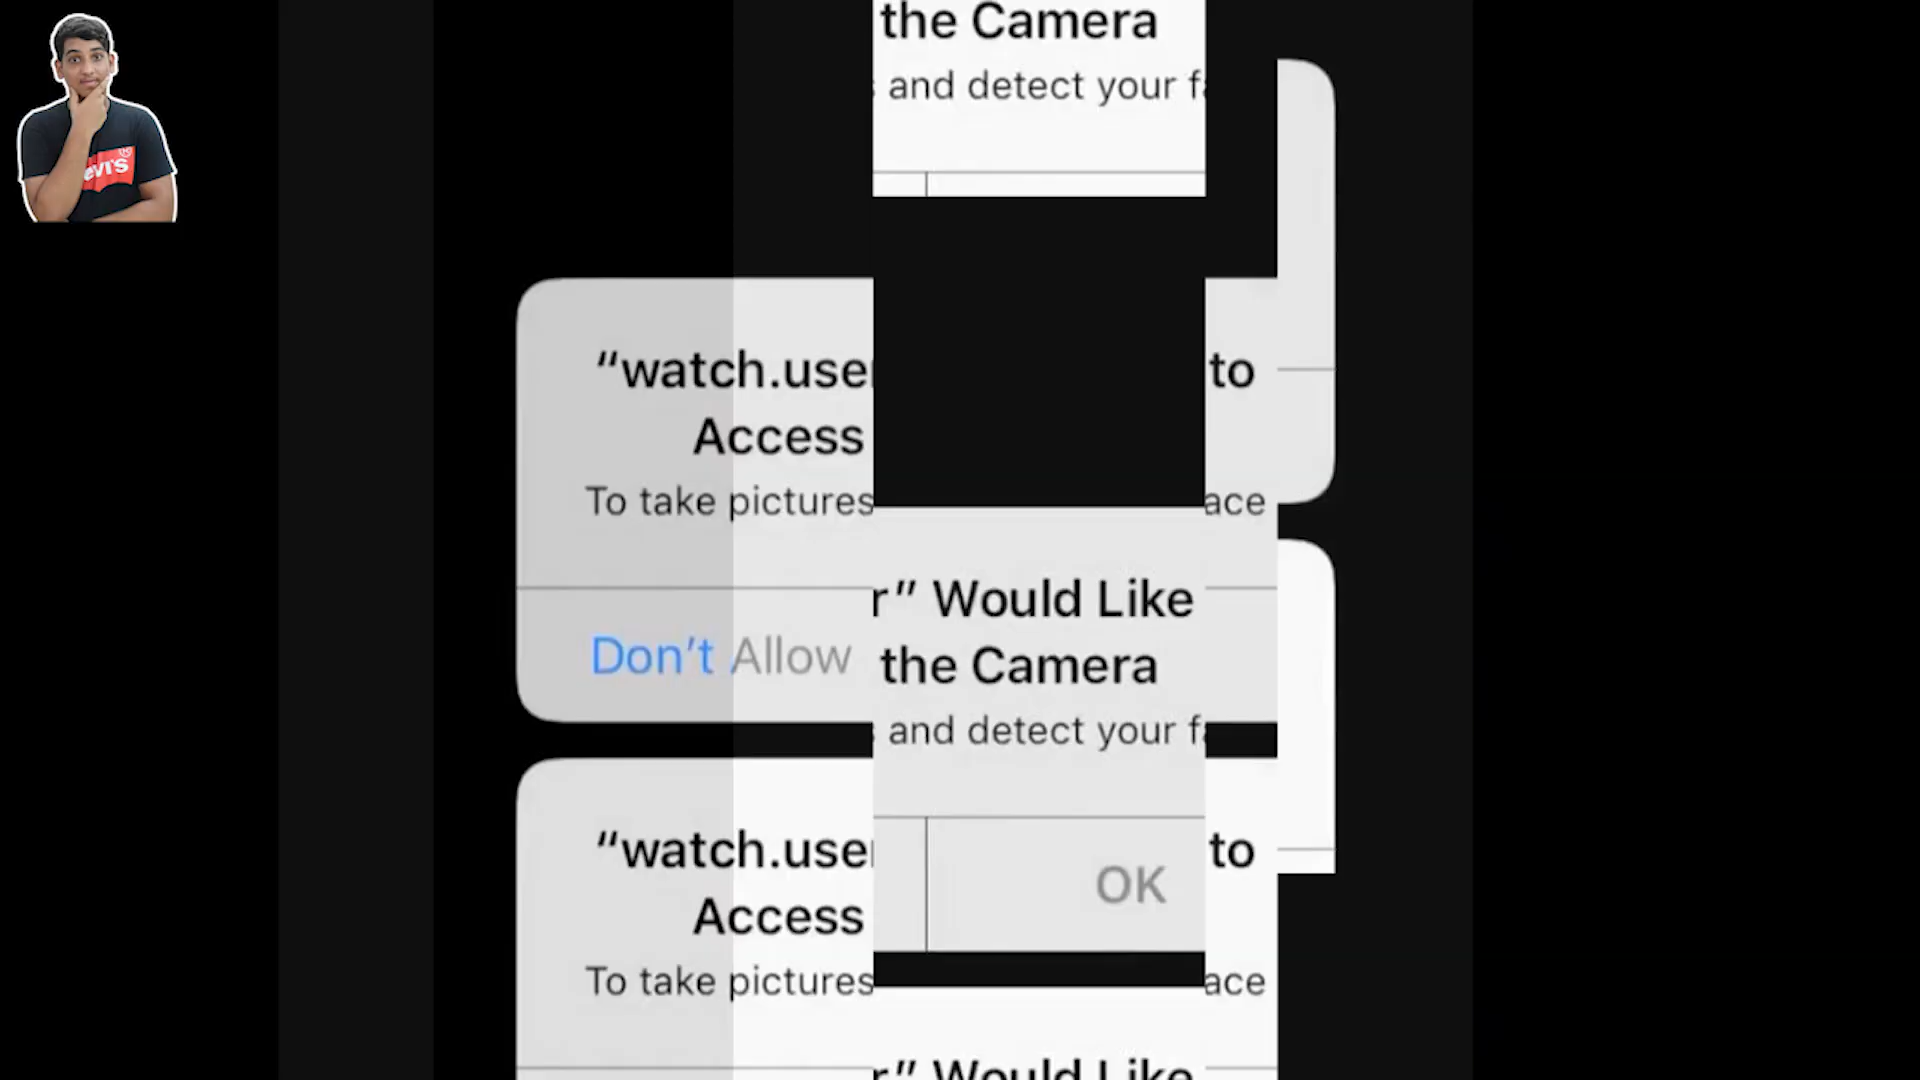 the Camera
and detect your f
eVI'S
"watch.use to
Access
To take pictures ace
r" Would Like
Don't Allow the Camera
and detect your f
"watch.use to
OK
Access
To take pictures ace
r" Would Like